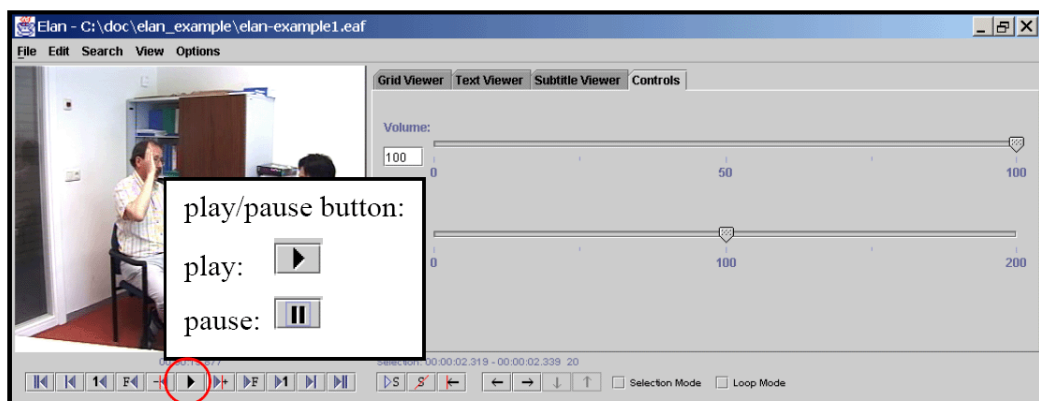 Elan - C:\doc\elan_example\elan-example1.eaf
File Edit Search View Options
Grid Viewer Text Viewer Subtitle Viewer Controls
Volume:
100
0 50 100
play/pause button:
play:
pause:
0 100 200
Selection: 00:00:02.319 - 00:00:02.339 20
1 F F 1
S S Selection Mode Loop Mode